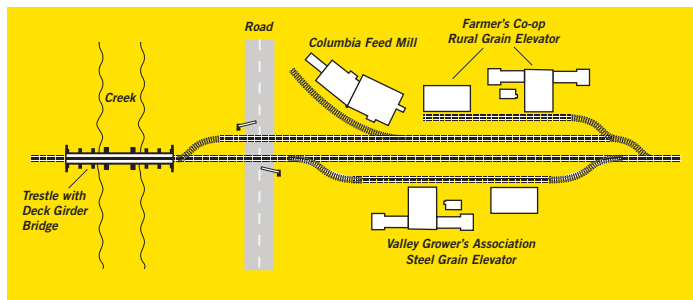 Road
Farmer's Co-op
Rural Grain Elevator
Columbia Feed Mill
Creek
Trestle with
Deck Girder
Bridge
Valley Grower's Association
Steel Grain Elevator